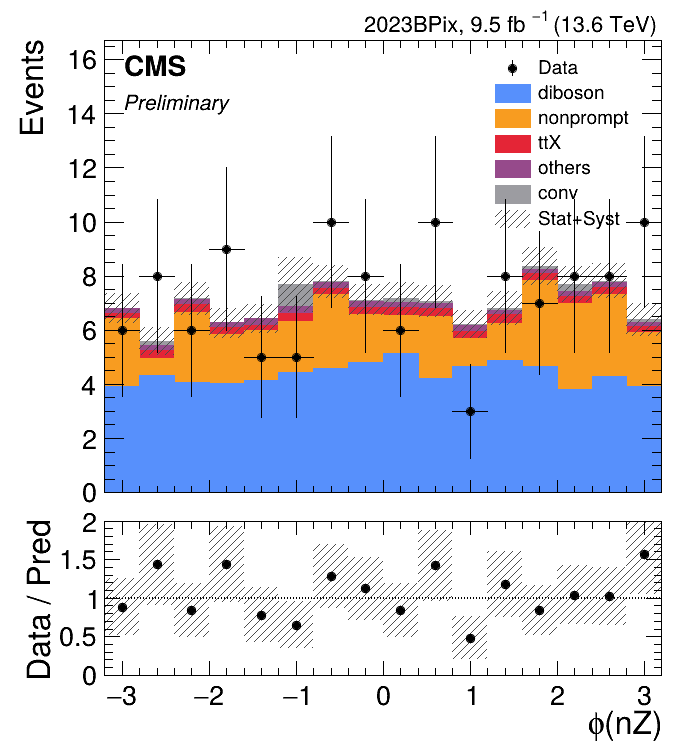 2023BPix, 9.5 fb⁻¹ (13.6 TeV)
CMS
Preliminary
Events
16
14
12
10
8
6
4
2
0
Data
diboson
nonprompt
ttX
others
conv
Stat+Syst
Data / Pred
2
1.5
1
0.5
0
−3 −2 −1 0 1 2 3
ϕ(nZ)